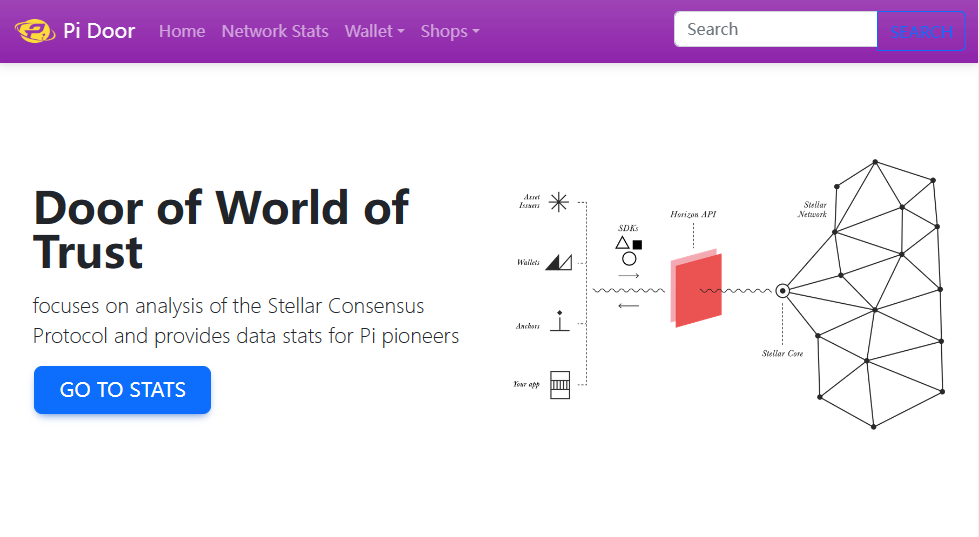 Pi Door
Home
Network Stats
Wallet
Shops
Search
SEARCH
Door of World of
Trust
focuses on analysis of the Stellar Consensus
Protocol and provides data stats for Pi pioneers
GO TO STATS
Asset
Issuers
Wallets
Anchors
Your app
SDKs
Horizon API
Stellar
Network
Stellar Core